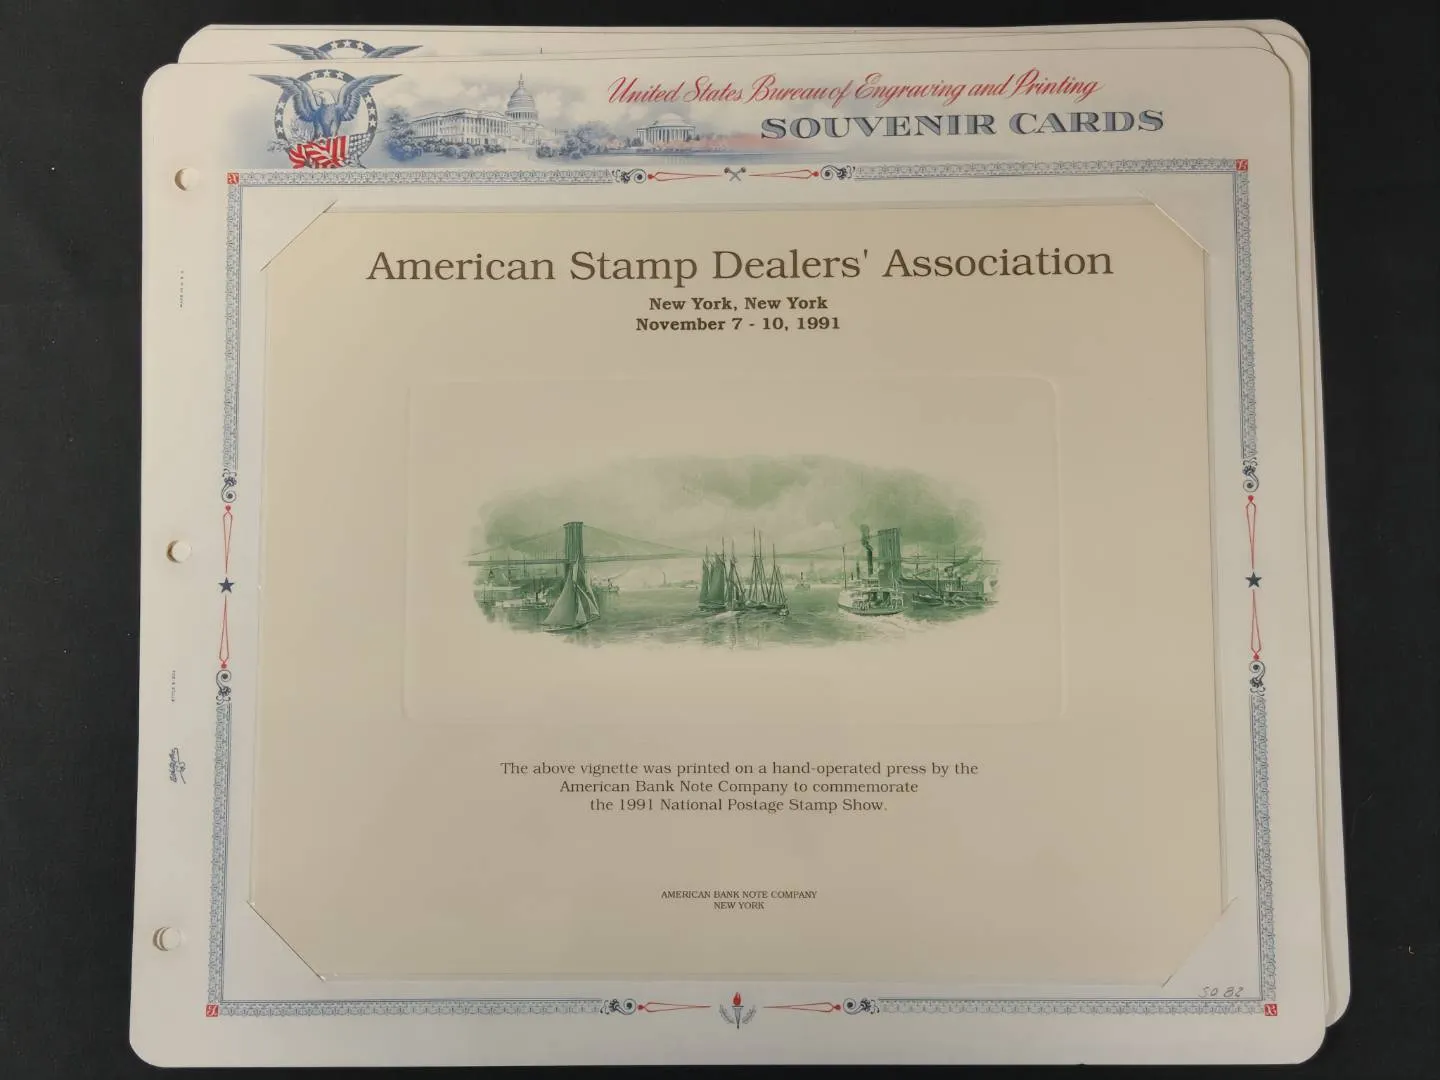 United States Bureau of Engraving and Printing
SOUVENIR CARDS
American Stamp Dealers' Association
New York, New York
November 7 - 10, 1991
The above vignette was printed on a hand-operated press by the
American Bank Note Company to commemorate
the 1991 National Postage Stamp Show.
AMERICAN BANK NOTE COMPANY
NEW YORK
SO 82